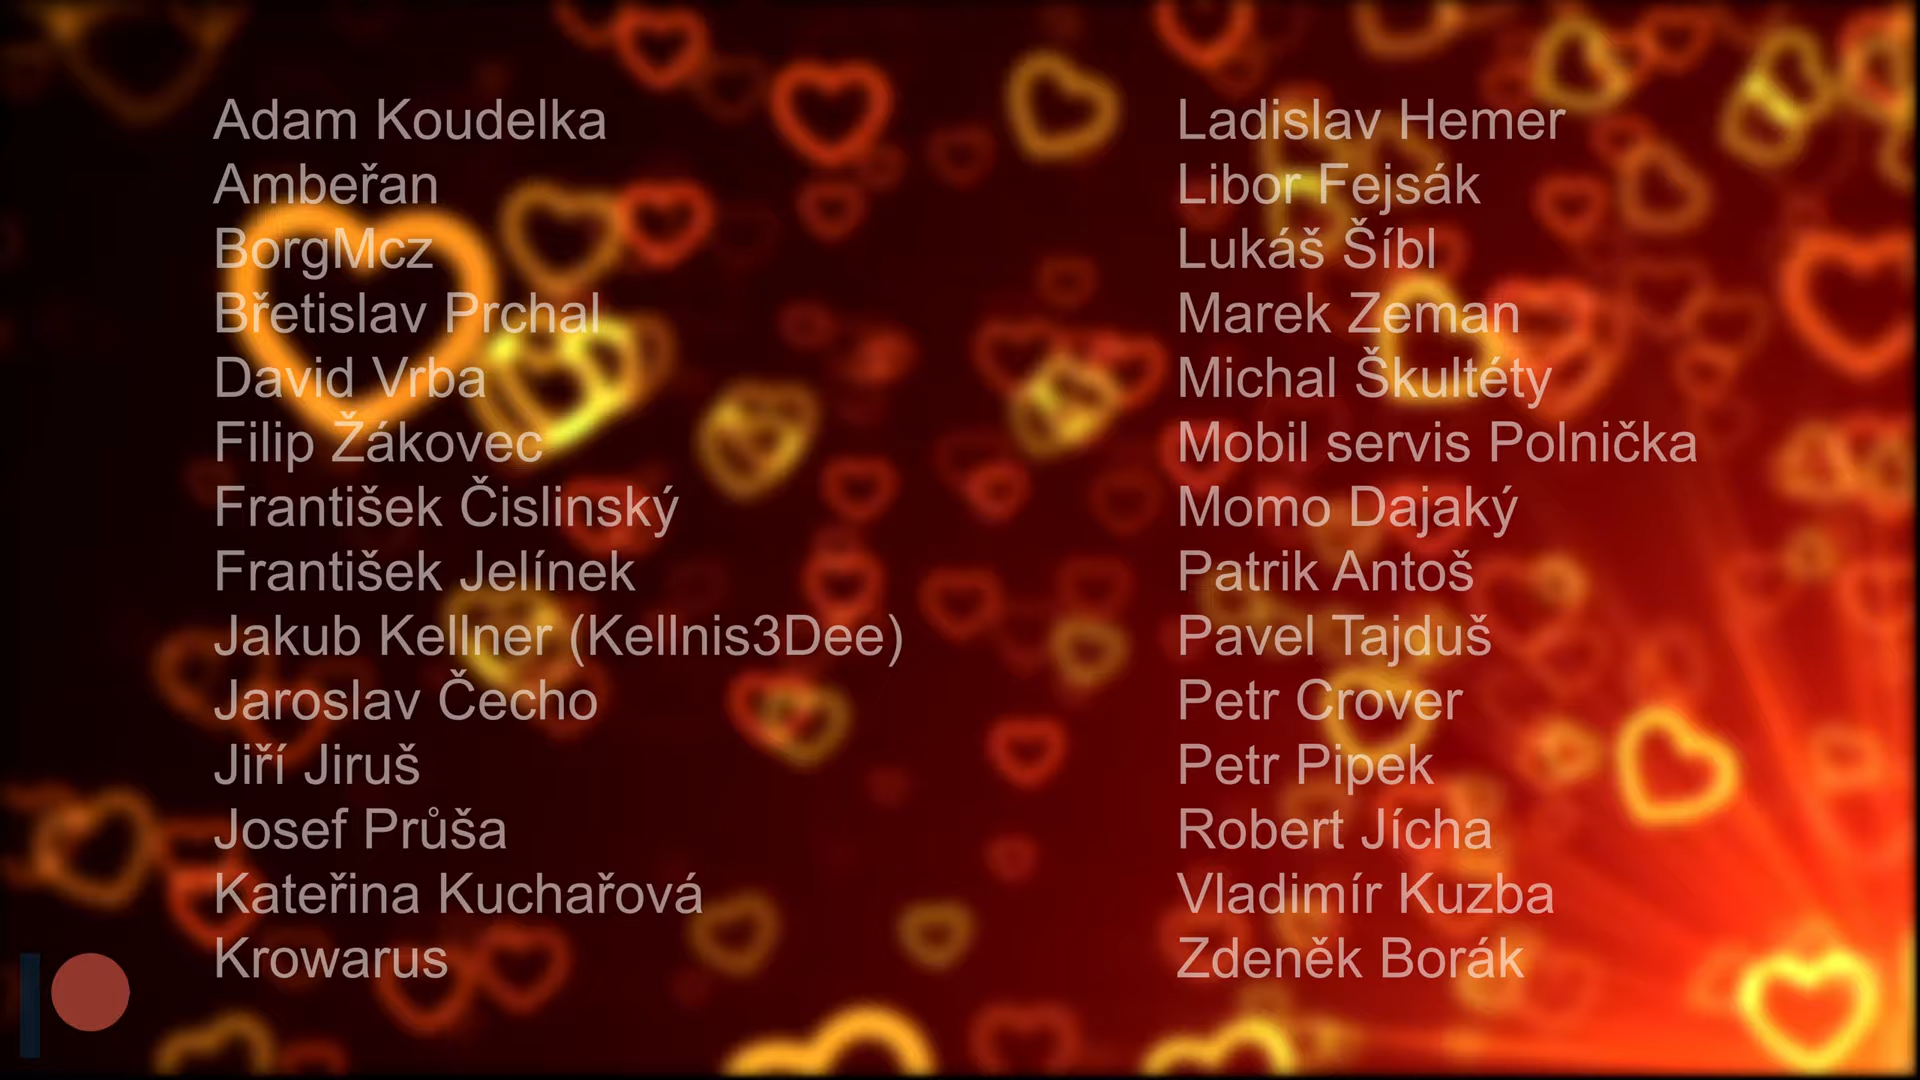 Adam Koudelka
Ambeřan
BorgMcz
Břetislav Prchal
David Vrba
Filip Žákovec
František Čislinský
František Jelínek
Jakub Kellner (Kellnis3Dee)
Jaroslav Čecho
Jiří Jiruš
Josef Průša
Kateřina Kuchařová
Krowarus
Ladislav Hemer
Libor Fejsák
Lukáš Šíbl
Marek Zeman
Michal Škultéty
Mobil servis Polnička
Momo Dajaký
Patrik Antoš
Pavel Tajduš
Petr Crover
Petr Pipek
Robert Jícha
Vladimír Kuzba
Zdeněk Borák